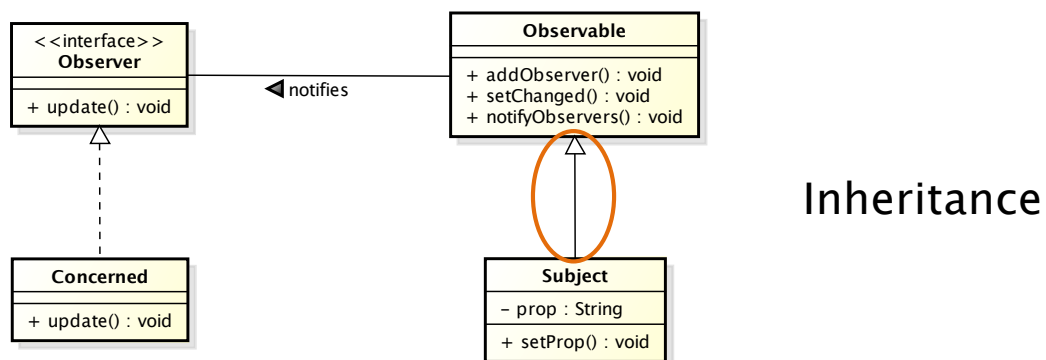 <<interface>>
Observer
+ update() : void
notifies
Observable
+ addObserver() : void
+ setChanged() : void
+ notifyObservers() : void
Inheritance
Concerned
+ update() : void
Subject
– prop : String
+ setProp() : void